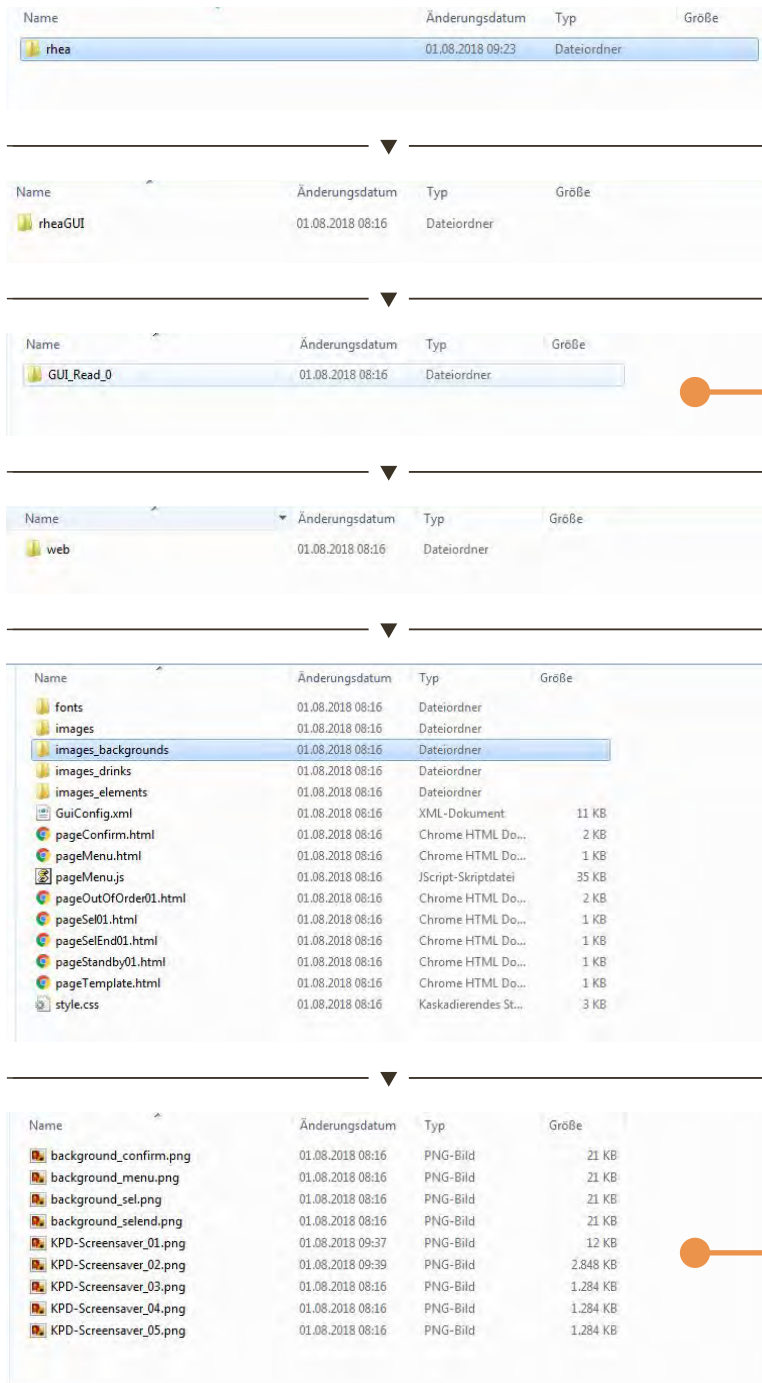 Name Änderungsdatum Typ Größe
rhea 01.08.2018 09:23 Dateiordner
Name Änderungsdatum Typ Größe
rheaGUI 01.08.2018 08:16 Dateiordner
Name Änderungsdatum Typ Größe
GUI_Read_0 01.08.2018 08:16 Dateiordner
Name Änderungsdatum Typ Größe
web 01.08.2018 08:16 Dateiordner
Name Änderungsdatum Typ Größe
fonts 01.08.2018 08:16 Dateiordner
images 01.08.2018 08:16 Dateiordner
images_backgrounds 01.08.2018 08:16 Dateiordner
images_drinks 01.08.2018 08:16 Dateiordner
images_elements 01.08.2018 08:16 Dateiordner
GuiConfig.xml 01.08.2018 08:16 XML-Dokument 11 KB
pageConfirm.html 01.08.2018 08:16 Chrome HTML Do... 2 KB
pageMenu.html 01.08.2018 08:16 Chrome HTML Do... 1 KB
pageMenu.js 01.08.2018 08:16 JScript-Skriptdatei 35 KB
pageOutOfOrder01.html 01.08.2018 08:16 Chrome HTML Do... 2 KB
pageSel01.html 01.08.2018 08:16 Chrome HTML Do... 1 KB
pageSelEnd01.html 01.08.2018 08:16 Chrome HTML Do... 1 KB
pageStandby01.html 01.08.2018 08:16 Chrome HTML Do... 1 KB
pageTemplate.html 01.08.2018 08:16 Chrome HTML Do... 1 KB
style.css 01.08.2018 08:16 Kaskadierendes St... 3 KB
Name Änderungsdatum Typ Größe
background_confirm.png 01.08.2018 08:16 PNG-Bild 21 KB
background_menu.png 01.08.2018 08:16 PNG-Bild 21 KB
background_sel.png 01.08.2018 08:16 PNG-Bild 21 KB
background_selend.png 01.08.2018 08:16 PNG-Bild 21 KB
KPD-Screensaver_01.png 01.08.2018 09:37 PNG-Bild 12 KB
KPD-Screensaver_02.png 01.08.2018 09:39 PNG-Bild 2.848 KB
KPD-Screensaver_03.png 01.08.2018 08:16 PNG-Bild 1.284 KB
KPD-Screensaver_04.png 01.08.2018 08:16 PNG-Bild 1.284 KB
KPD-Screensaver_05.png 01.08.2018 08:16 PNG-Bild 1.284 KB